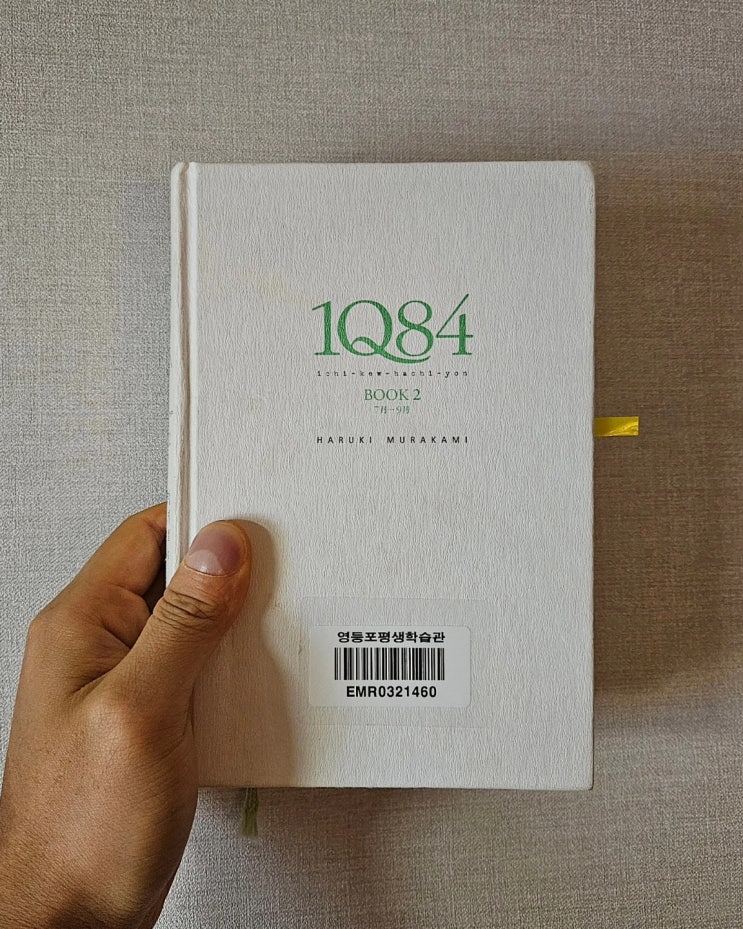 1Q84
ichi-kew-hachi-yon
BOOK 2
7月-9月
HARUKI MURAKAMI
영등포평생학습관
EMR0321460